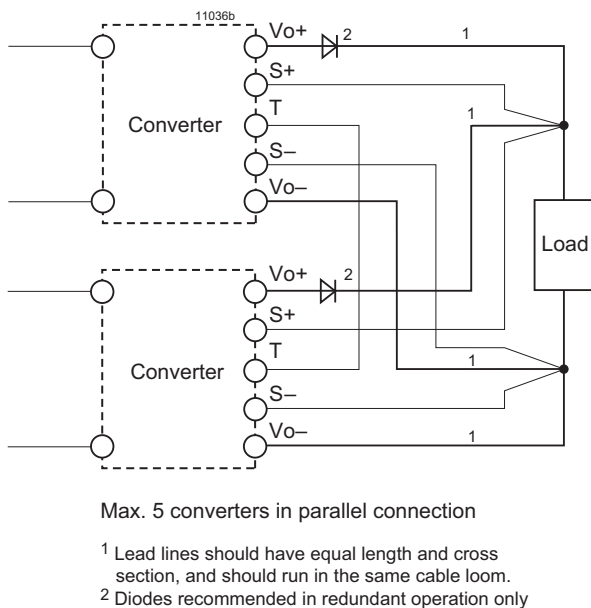 11036b
Vo+
2
1
S+
T
1
Converter
S–
Vo–
Load
Vo+
2
S+
T
Converter
1
S–
Vo–
1
Max. 5 converters in parallel connection
1 Lead lines should have equal length and cross
section, and should run in the same cable loom.
2 Diodes recommended in redundant operation only